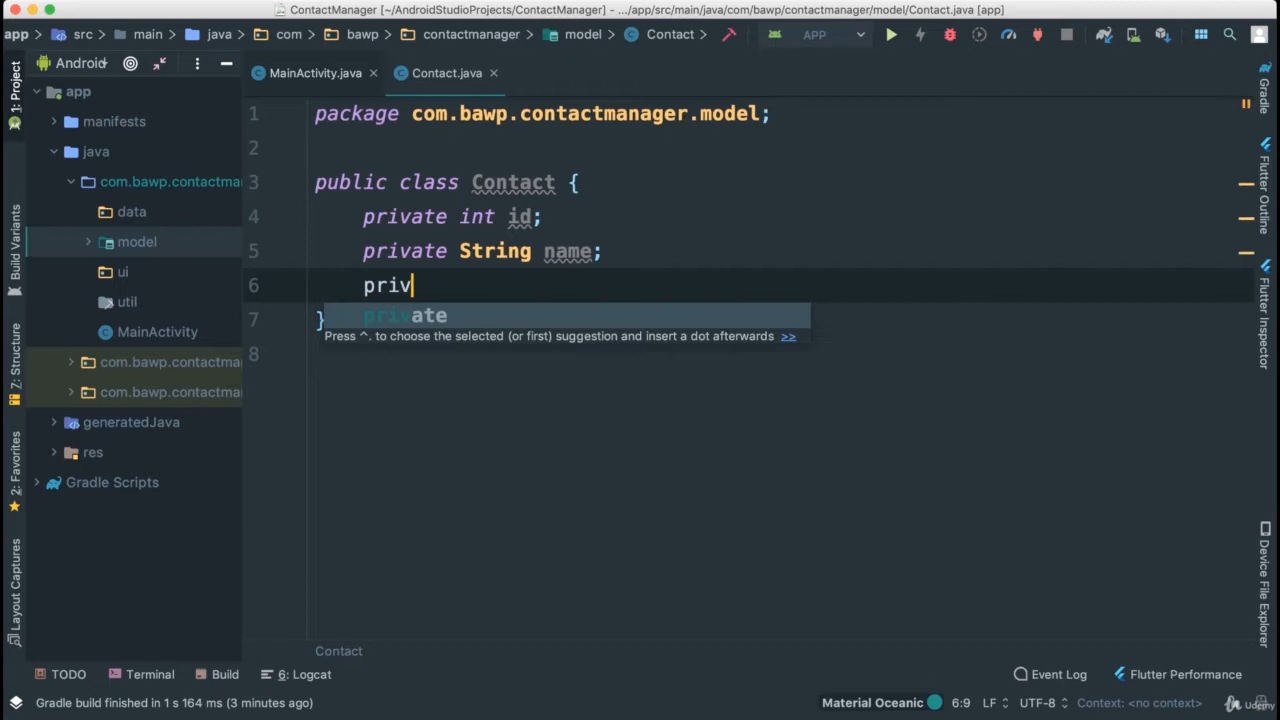 ContactManager [~/AndroidStudioProjects/ContactManager] - .../app/src/main/java/com/bawp/contactmanager/model/Contact.java [app]
app src main java com bawp contactmanager model Contact APP
1: Project
Android
MainActivity.java
Contact.java
Gradle
app
manifests
java
com.bawp.contactma
data
model
ui
util
MainActivity
com.bawp.contactma
com.bawp.contactma
generatedJava
res
Gradle Scripts
1 package com.bawp.contactmanager.model;
2
3 public class Contact {
4 private int id;
5 private String name;
6 priv
private
7 }
Press ^. to choose the selected (or first) suggestion and insert a dot afterwards >>
8
Build Variants
7: Structure
2: Favorites
Layout Captures
Flutter Outline
Flutter Inspector
Device File Explorer
Contact
TODO Terminal Build 6: Logcat Event Log Flutter Performance
Gradle build finished in 1 s 164 ms (3 minutes ago) Material Oceanic 6:9 LF UTF-8 Context: <no context>
Udemy